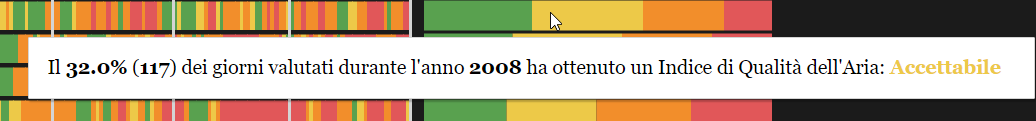 Il 32.0% (117) dei giorni valutati durante l'anno 2008 ha ottenuto un Indice di Qualità dell'Aria: Accettabile